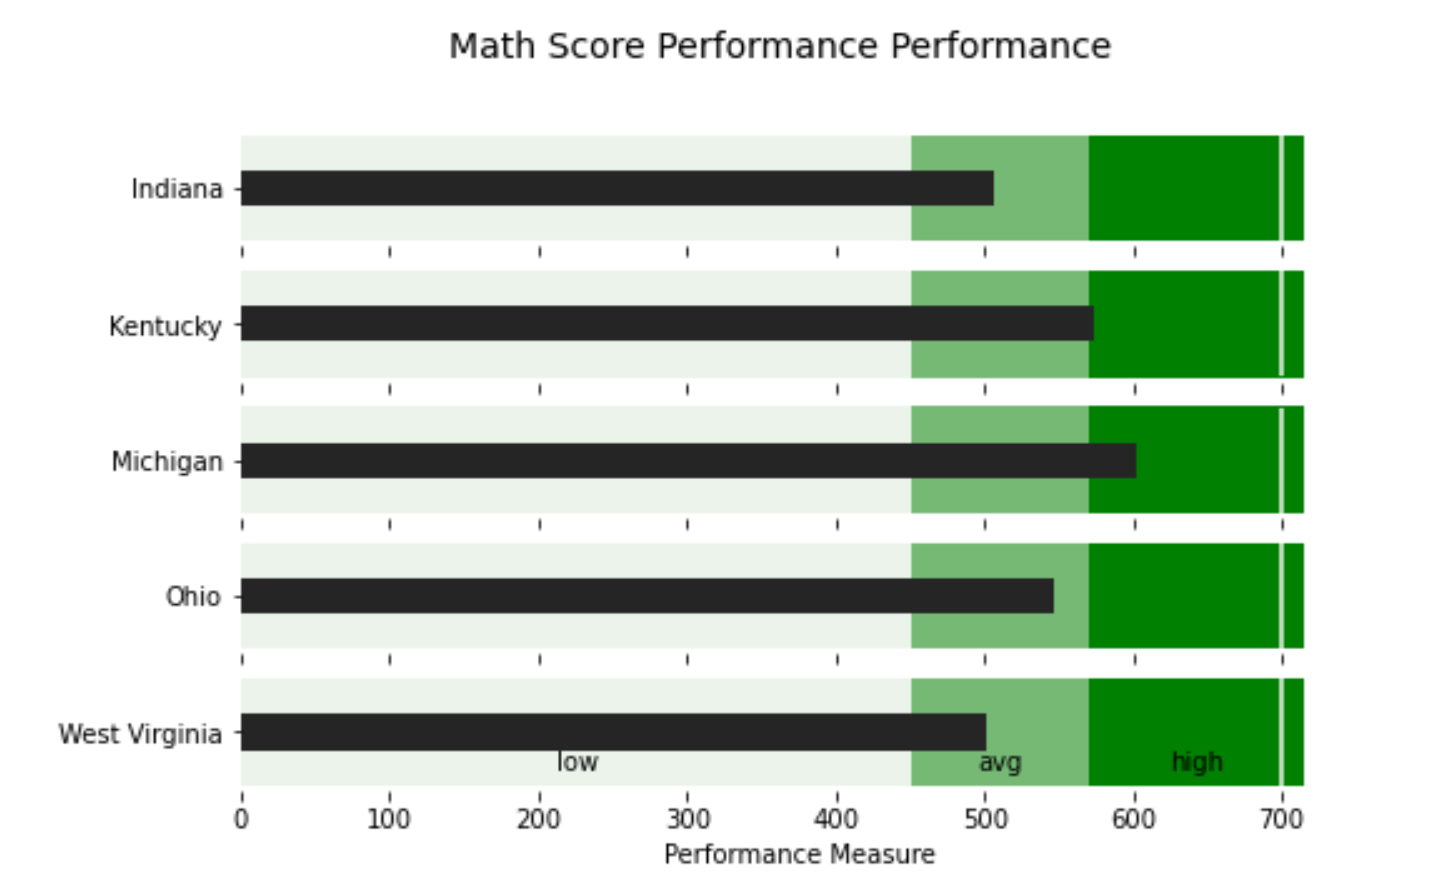 Math Score Performance Performance
Indiana
Kentucky
Michigan
Ohio
West Virginia
low avg high
0 100 200 300 400 500 600 700
Performance Measure